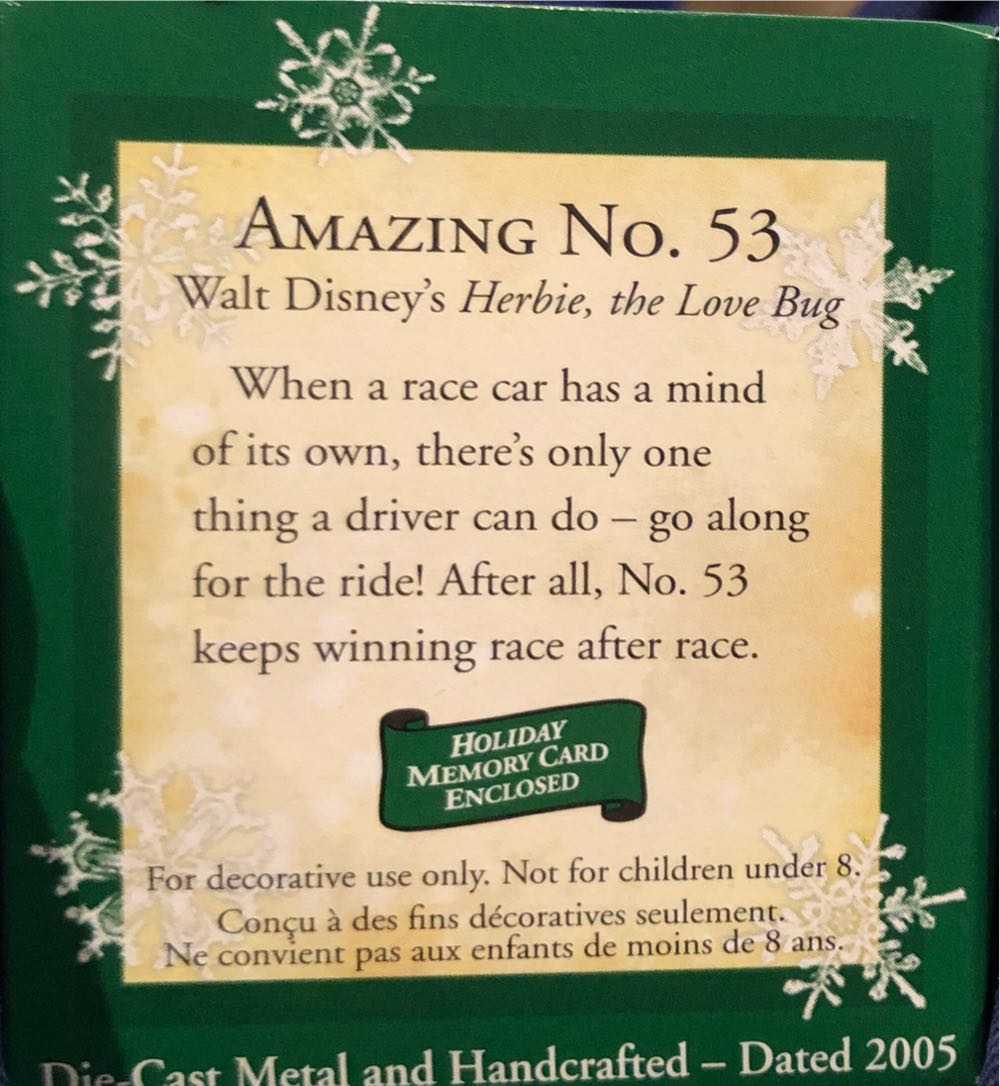 AMAZING NO. 53
Walt Disney's Herbie, the Love Bug
When a race car has a mind
of its own, there's only one
thing a driver can do – go along
for the ride! After all, No. 53
keeps winning race after race.
HOLIDAY
MEMORY CARD
ENCLOSED
For decorative use only. Not for children under 8.
Conçu à des fins décoratives seulement.
Ne convient pas aux enfants de moins de 8 ans.
Die-Cast Metal and Handcrafted – Dated 2005